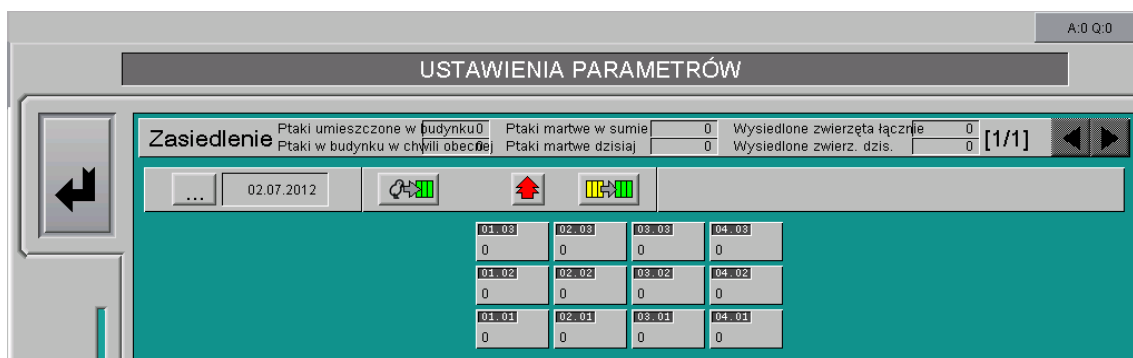 A:0 Q:0
USTAWIENIA PARAMETRÓW
Zasiedlenie
Ptaki umieszczone w budynku 0 Ptaki martwe w sumie 0 Wysiedlone zwierzęta łącznie 0
Ptaki w budynku w chwili obecnej 0 Ptaki martwe dzisiaj 0 Wysiedlone zwierz. dzis. 0
[1/1]
... 02.07.2012
01.03 02.03 03.03 04.03
0 0 0 0
01.02 02.02 03.02 04.02
0 0 0 0
01.01 02.01 03.01 04.01
0 0 0 0